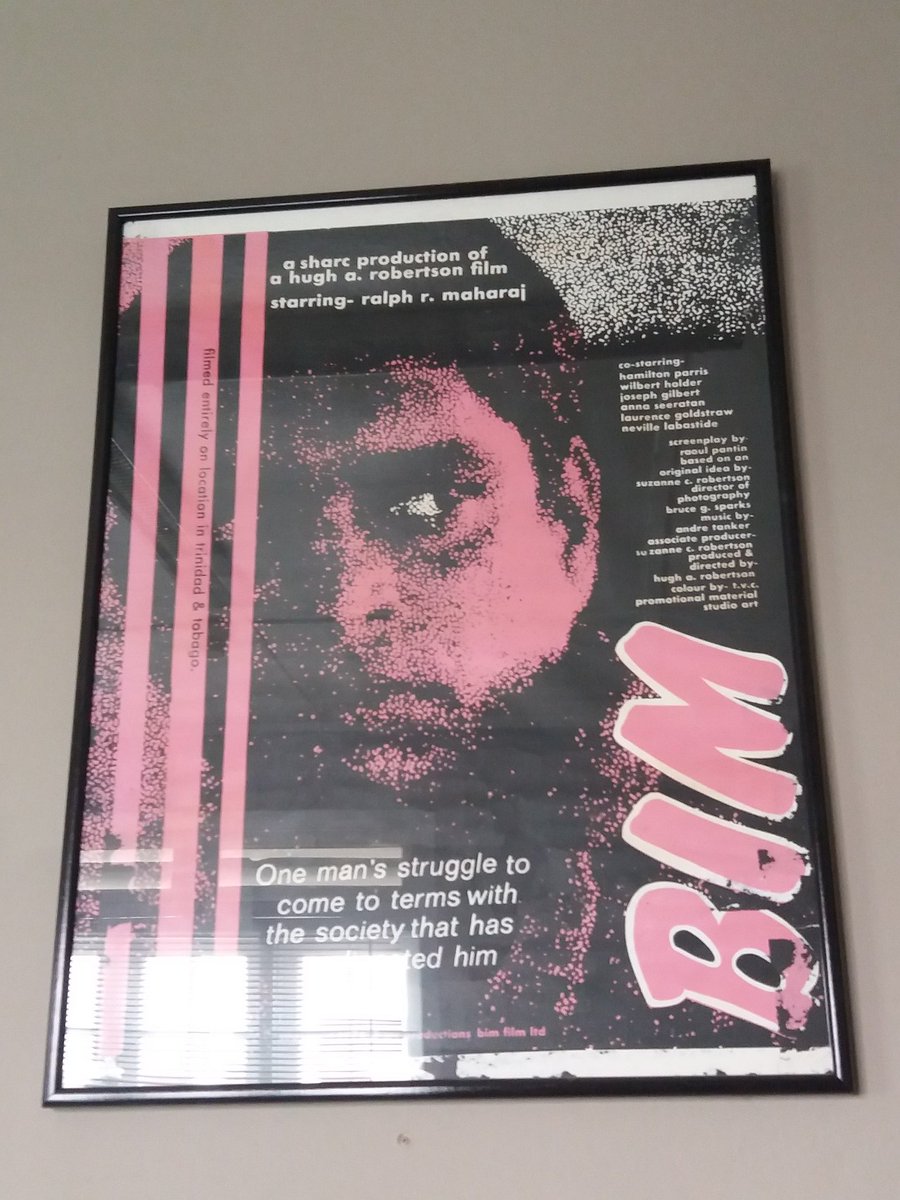 a sharc production of
a hugh a. robertson film
starring- ralph r. maharaj
filmed entirely on location in trinidad & tobago.
co-starring-
hamilton parris
wilbert holder
joseph gilbert
anna seeratan
laurence goldstraw
neville labastide
screenplay by
raoul pantin
based on an
original idea by-
suzanne c. robertson
director of
photography
bruce g. sparks
music by-
andre tanker
associate producer-
suzanne c. robertson
produced &
directed by-
hugh a. robertson
colour by- t.v.c.
promotional material
studio art
BIM
One man's struggle to
come to terms with
the society that has
him
bim film ltd